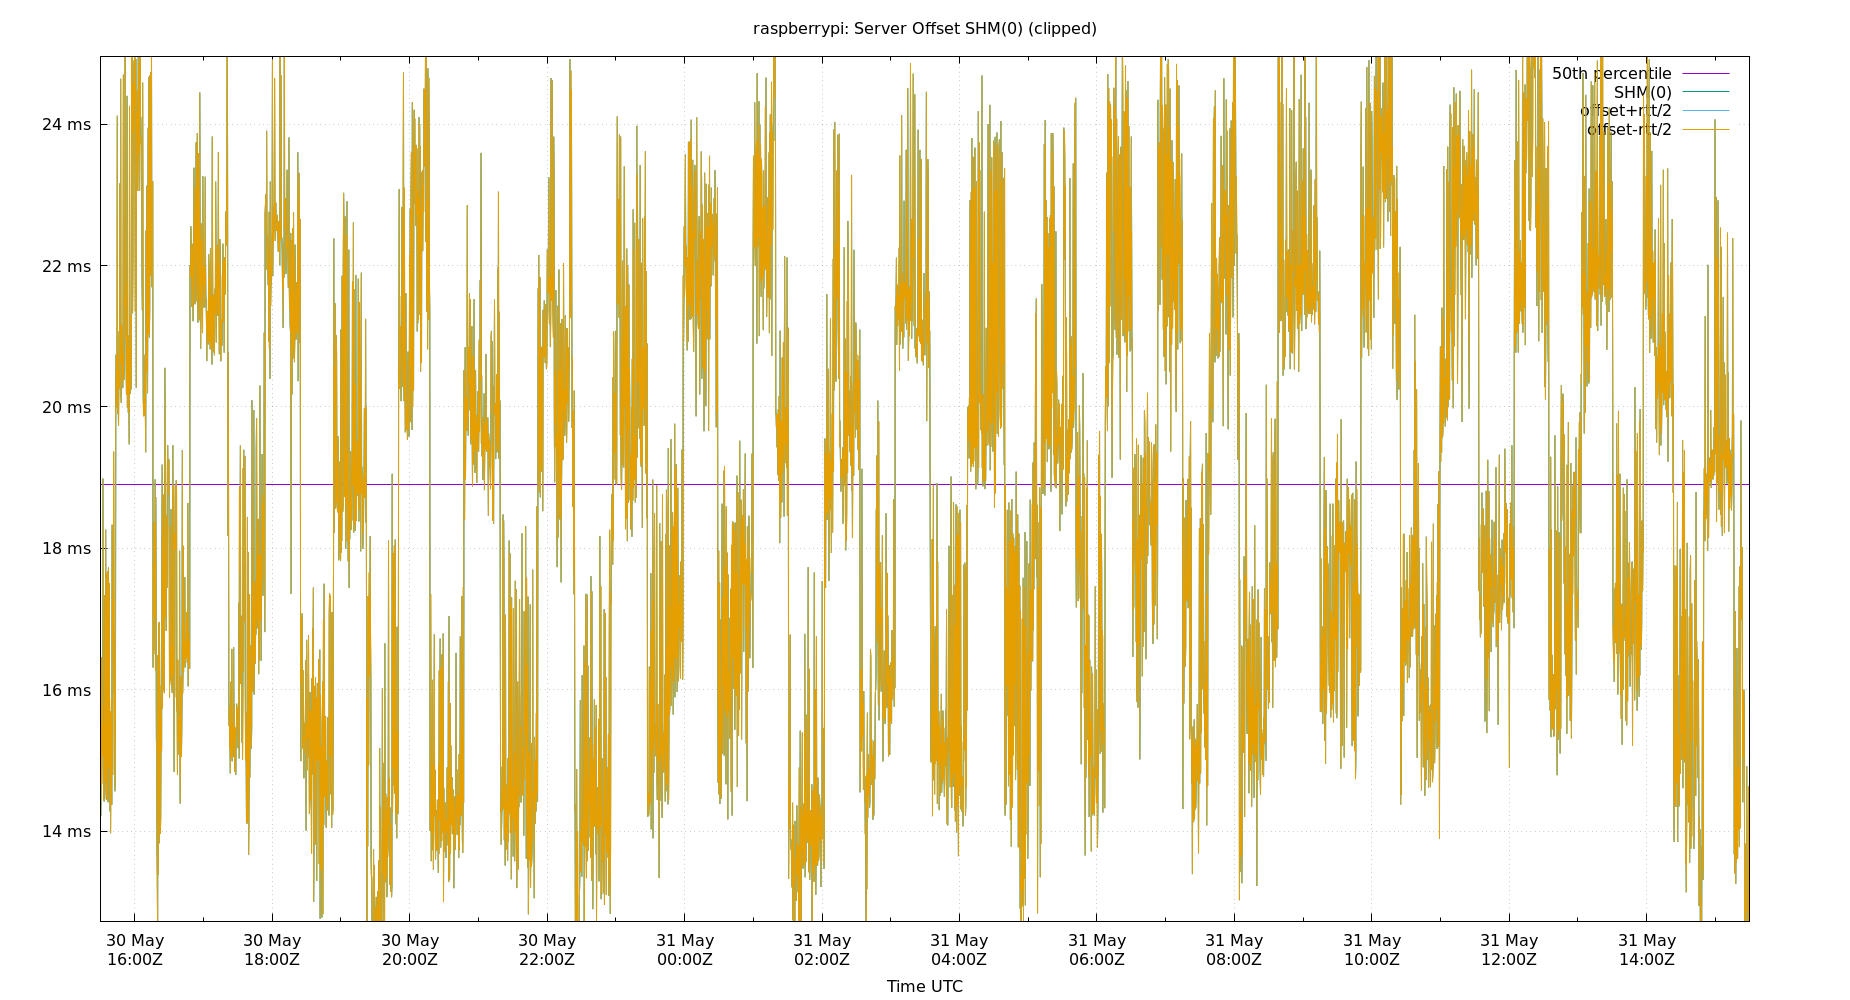 raspberrypi: Server Offset SHM(0) (clipped)
50th percentile
SHM(0)
offset+rtt/2
offset-rtt/2
24 ms
22 ms
20 ms
18 ms
16 ms
14 ms
30 May 30 May 30 May 30 May 31 May 31 May 31 May 31 May 31 May 31 May 31 May 31 May
16:00Z 18:00Z 20:00Z 22:00Z 00:00Z 02:00Z 04:00Z 06:00Z 08:00Z 10:00Z 12:00Z 14:00Z
Time UTC